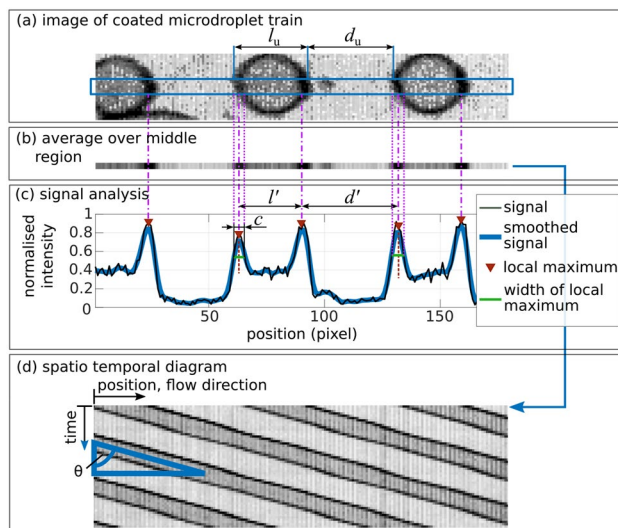 (a) image of coated microdroplet train
lu
du
(b) average over middle
region
(c) signal analysis
l'
d'
c
normalised
intensity
1
0.8
0.6
0.4
0.2
0
50
100
150
position (pixel)
signal
smoothed
signal
local maximum
width of local
maximum
(d) spatio temporal diagram
position, flow direction
time
θ